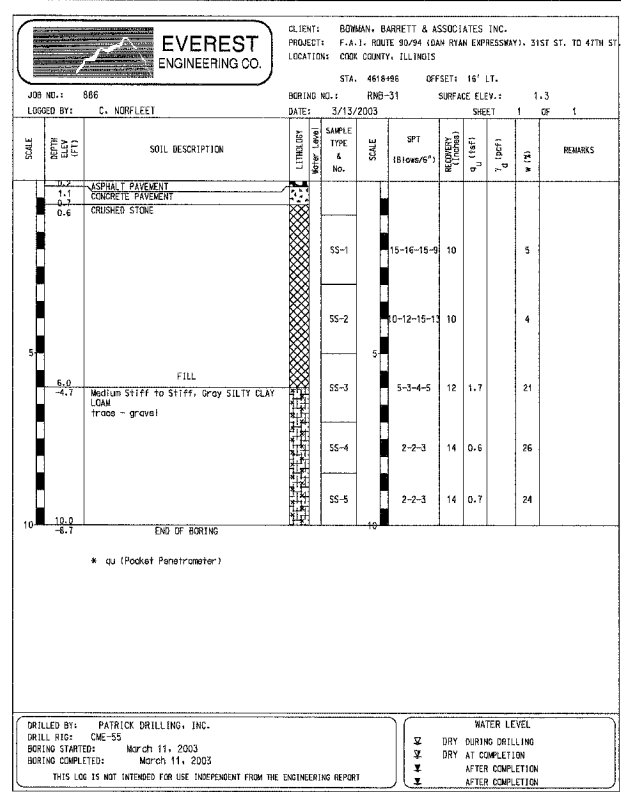 EVEREST
ENGINEERING CO.
CLIENT: BOWMAN, BARRETT & ASSOCIATES INC.
PROJECT: F.A.I. ROUTE 90/94 (DAN RYAN EXPRESSWAY), 31ST ST. TO 47TH ST.
LOCATION: COOK COUNTY, ILLINOIS
STA. 4618+96 OFFSET: 16' LT.
JOB NO.: 666 BORING NO.: RNB-31 SURFACE ELEV.: 1.3
LOGGED BY: C. NORFLEET DATE: 3/13/2003 SHEET 1 OF 1
SCALE DEPTH ELEV (FT) SOIL DESCRIPTION LITHOLOGY Water Level SAMPLE TYPE & No. SCALE SPT (Blows/6") RECOVERY (Inches) qu (tsf) γd (pcf) w (%) REMARKS
0.2 ASPHALT PAVEMENT
1.1 CONCRETE PAVEMENT
0.7
0.6 CRUSHED STONE
SS-1 15-16-15-9 10 5
SS-2 10-12-15-13 10 4
5 5
FILL
6.0
-4.7 Medium Stiff to Stiff, Gray SILTY CLAY LOAM
trace - gravel
SS-3 5-3-4-5 12 1.7 21
SS-4 2-2-3 14 0.6 26
SS-5 2-2-3 14 0.7 24
10 10.0 10
-8.7 END OF BORING
* qu (Pocket Penetrometer)
DRILLED BY: PATRICK DRILLING, INC.
DRILL RIG: CME-55
BORING STARTED: March 11, 2003
BORING COMPLETED: March 11, 2003
THIS LOG IS NOT INTENDED FOR USE INDEPENDENT FROM THE ENGINEERING REPORT
WATER LEVEL
DRY DURING DRILLING
DRY AT COMPLETION
AFTER COMPLETION
AFTER COMPLETION